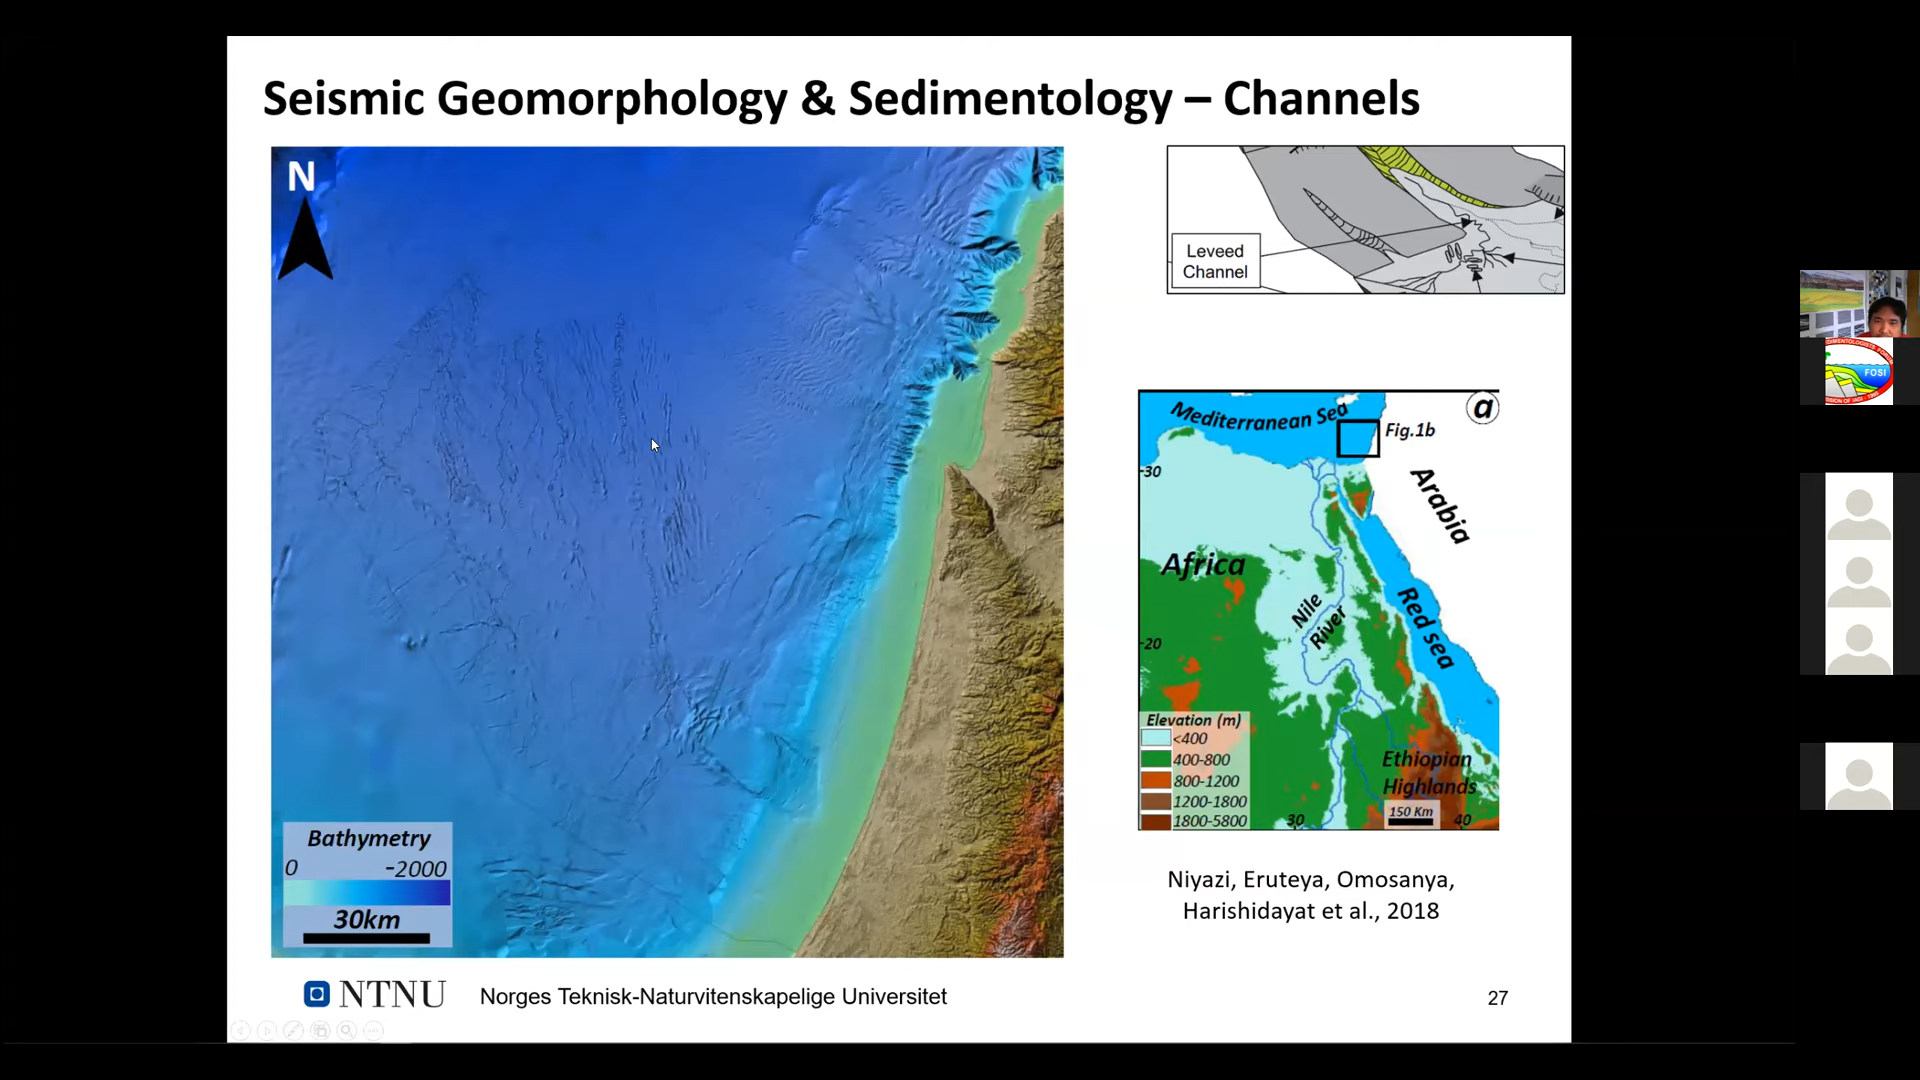 Seismic Geomorphology & Sedimentology – Channels
N
Leveed
Channel
Mediterranean Sea
a
Fig.1b
-30
Arabia
Africa
Nile
River
Red sea
-20
Elevation (m)
<400
400-800
800-1200
1200-1800
1800-5800
Ethiopian
Highlands
150 Km
30
40
Bathymetry
0 -2000
30km
Niyazi, Eruteya, Omosanya,
Harishidayat et al., 2018
NTNU
Norges Teknisk-Naturvitenskapelige Universitet
27
FOSI